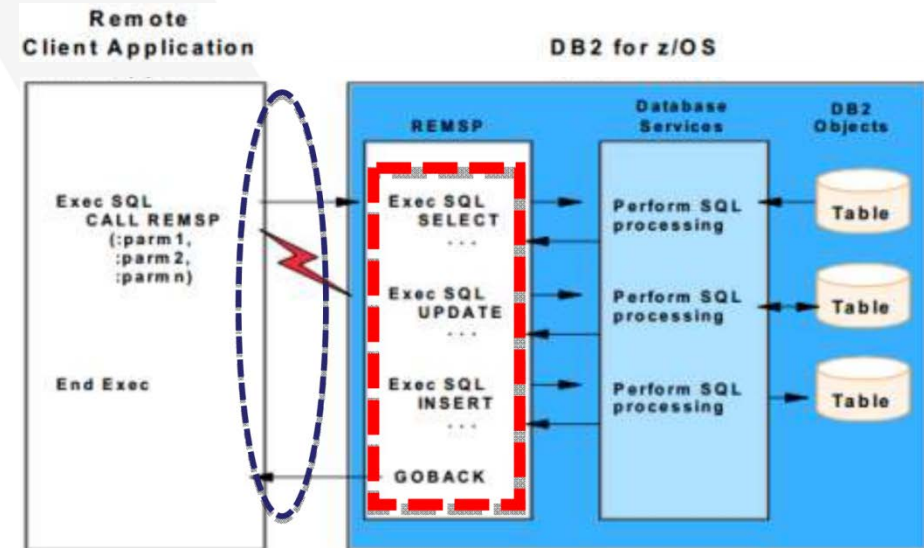 Remote
Client Application
DB2 for z/OS
. . .
Exec SQL
CALL REMSP
(:parm1,
:parm2,
:parmn)
End Exec
REMSP
Exec SQL
SELECT
. . .
Exec SQL
UPDATE
. . .
Exec SQL
INSERT
. . .
GOBACK
Database
Services
Perform SQL
processing
Perform SQL
processing
Perform SQL
processing
DB2
Objects
Table
Table
Table